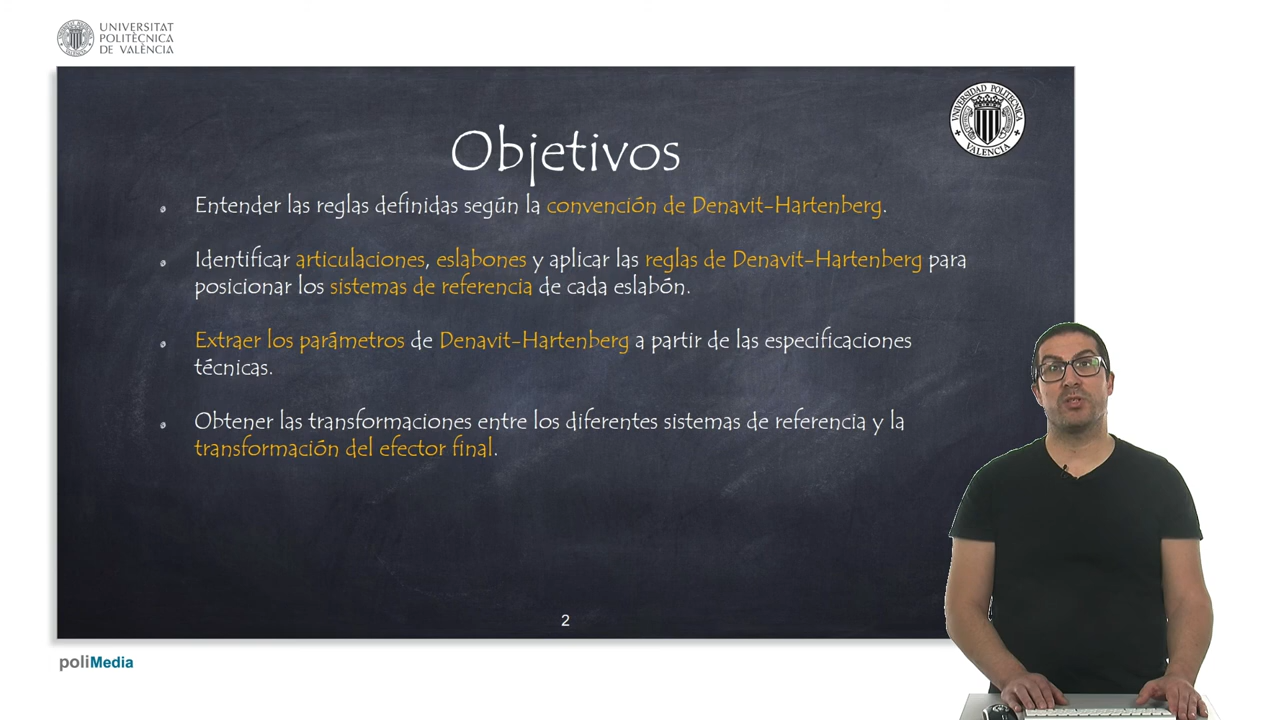 UNIVERSITAT
POLITÈCNICA
DE VALÈNCIA
UNIVERSIDAD POLITECNICA
VALENCIA
Objetivos
Entender las reglas definidas según la convención de Denavit-Hartenberg.
Identificar articulaciones, eslabones y aplicar las reglas de Denavit-Hartenberg para
posicionar los sistemas de referencia de cada eslabón.
Extraer los parámetros de Denavit-Hartenberg a partir de las especificaciones
técnicas.
Obtener las transformaciones entre los diferentes sistemas de referencia y la
transformación del efector final.
2
poliMedia